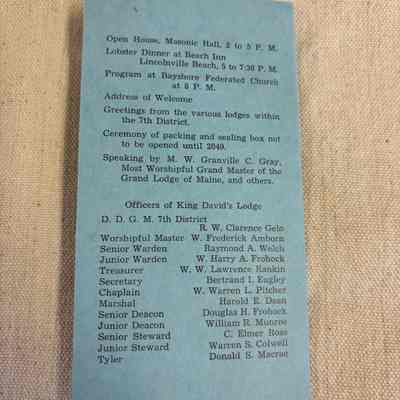 Open House, Masonic Hall, 2 to 5 P. M.
Lobster Dinner at Beach Inn
Lincolnville Beach, 5 to 7:30 P. M.
Program at Bayshore Federated Church
at 8 P. M.
Address of Welcome
Greetings from the various lodges within
the 7th District.
Ceremony of packing and sealing box not
to be opened until 2049.
Speaking by M. W. Granville C. Gray,
Most Worshipful Grand Master of the
Grand Lodge of Maine, and others.
Officers of King David's Lodge
D. D. G. M. 7th District
R. W. Clarence Gelo
Worshipful Master W. Frederick Amborn
Senior Warden Raymond A. Welch
Junior Warden W. Harry A. Frohock
Treasurer W. W. Lawrence Rankin
Secretary Bertrand I. Eugley
Chaplain W. Warren L. Pitcher
Marshal Harold E. Dean
Senior Deacon Douglas H. Frohock
Junior Deacon William R. Munroe
Senior Steward C. Elmer Ross
Junior Steward Warren S. Colwell
Tyler Donald S. Macrae